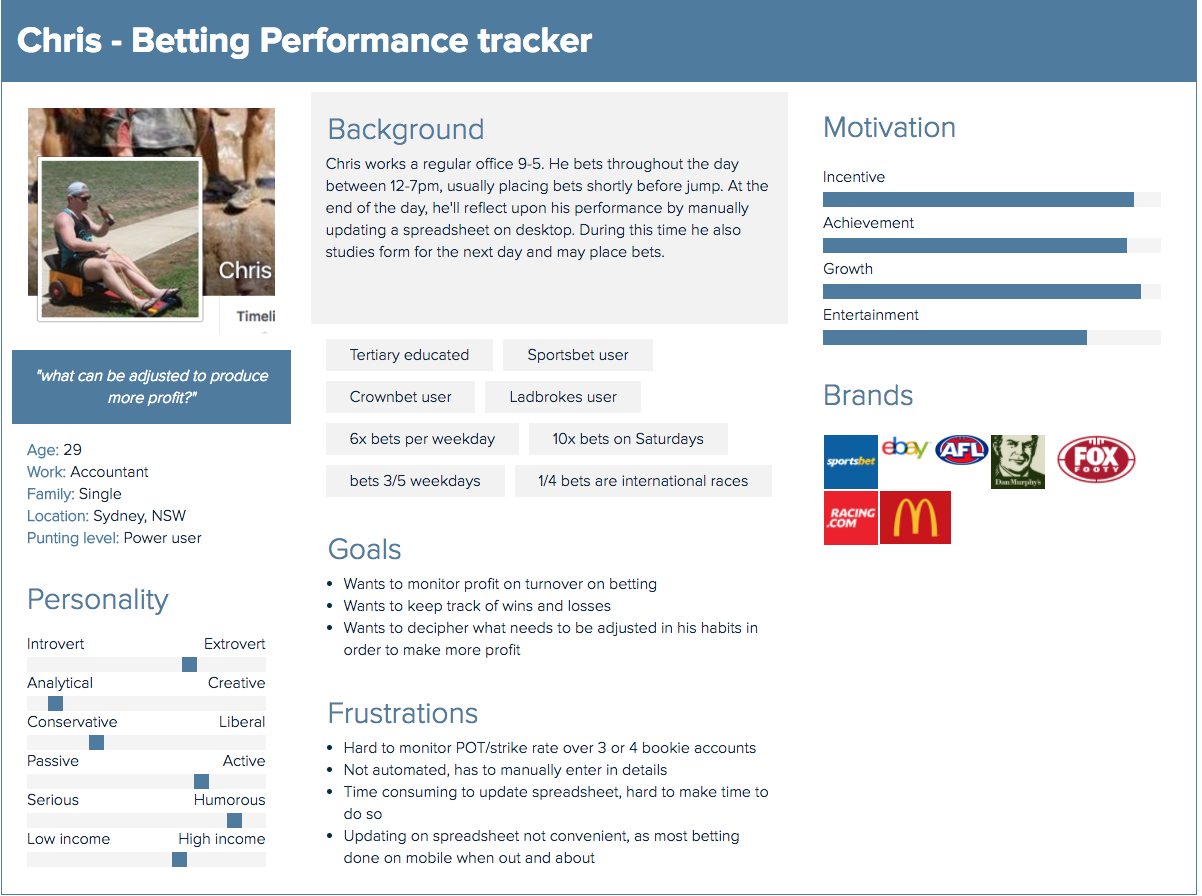 Chris - Betting Performance tracker
Chris
Timeli
"what can be adjusted to produce
more profit?"
Age: 29
Work: Accountant
Family: Single
Location: Sydney, NSW
Punting level: Power user
Personality
Introvert Extrovert
Analytical Creative
Conservative Liberal
Passive Active
Serious Humorous
Low income High income
Background
Chris works a regular office 9-5. He bets throughout the day
between 12-7pm, usually placing bets shortly before jump. At the
end of the day, he'll reflect upon his performance by manually
updating a spreadsheet on desktop. During this time he also
studies form for the next day and may place bets.
Tertiary educated Sportsbet user
Crownbet user Ladbrokes user
6x bets per weekday 10x bets on Saturdays
bets 3/5 weekdays 1/4 bets are international races
Goals
• Wants to monitor profit on turnover on betting
• Wants to keep track of wins and losses
• Wants to decipher what needs to be adjusted in his habits in
order to make more profit
Frustrations
• Hard to monitor POT/strike rate over 3 or 4 bookie accounts
• Not automated, has to manually enter in details
• Time consuming to update spreadsheet, hard to make time to
do so
• Updating on spreadsheet not convenient, as most betting
done on mobile when out and about
Motivation
Incentive
Achievement
Growth
Entertainment
Brands
sportsbet ebay AFL Dan Murphy's FOX
FOOTY
RACING
.COM